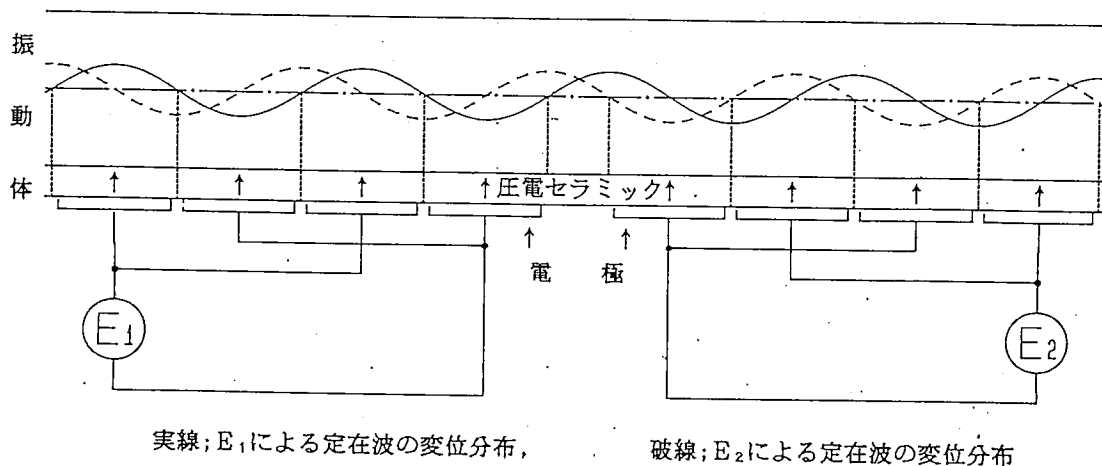 振
動
体
圧電セラミック
電 極
E1
E2
実線;E₁による定在波の変位分布,
破線;E₂による定在波の変位分布